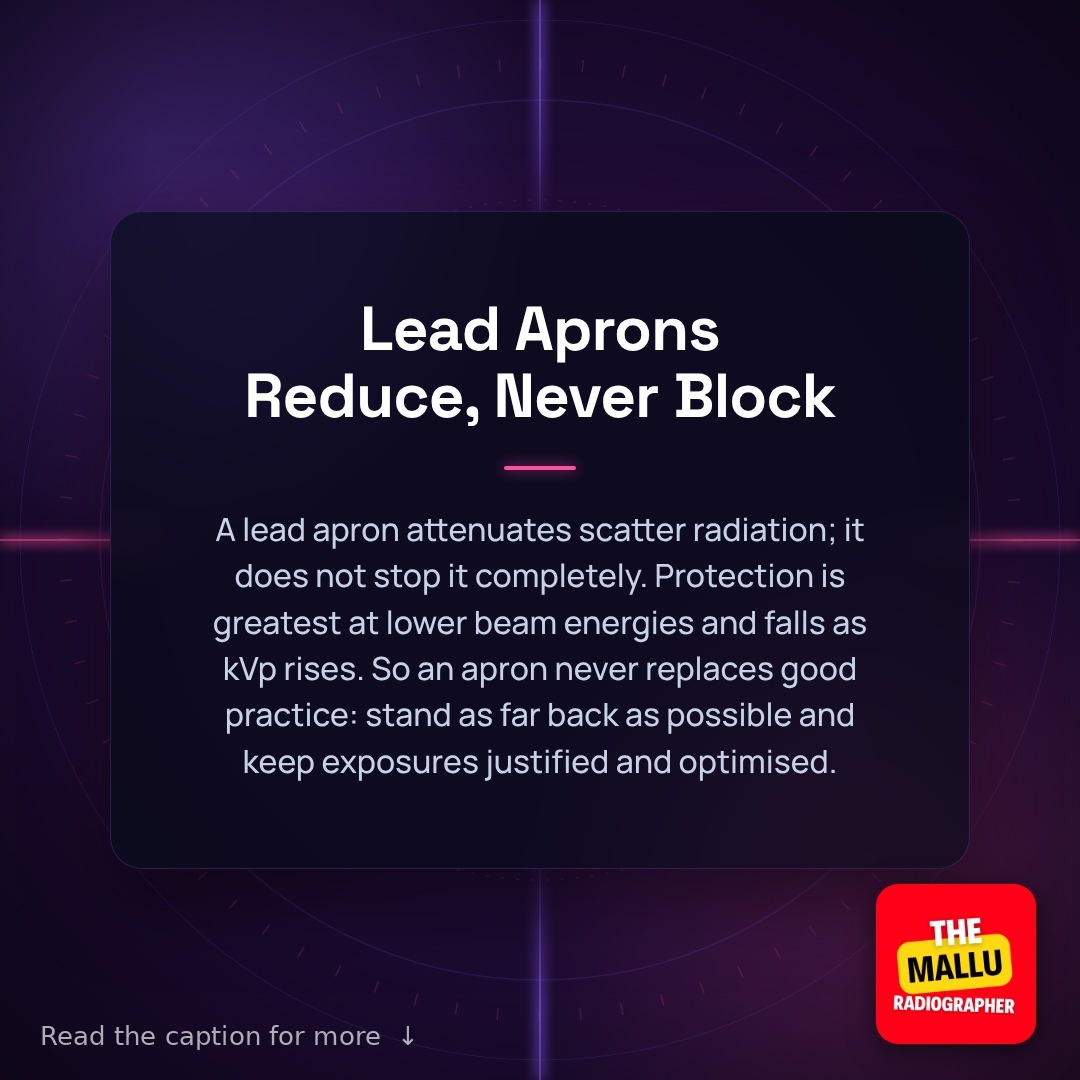 Lead Aprons
Reduce, Never Block
A lead apron attenuates scatter radiation; it
does not stop it completely. Protection is
greatest at lower beam energies and falls as
kVp rises. So an apron never replaces good
practice: stand as far back as possible and
keep exposures justified and optimised.
THE
MALLU
RADIOGRAPHER
Read the caption for more ↓